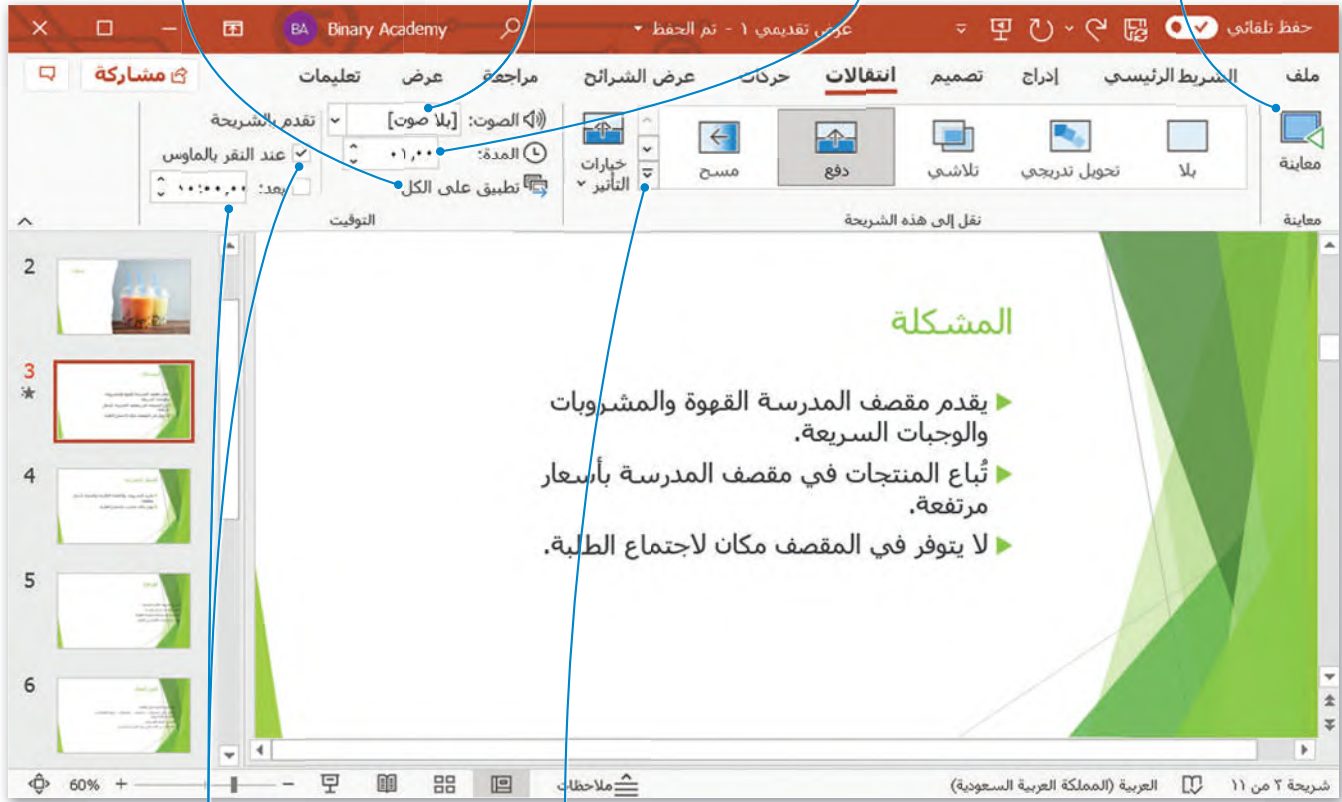 حفظ تلقائي
عرض تقديمي ١ - تم الحفظ
Binary Academy
BA
ملف
الشريط الرئيسي
إدراج
تصميم
انتقالات
حركات
عرض الشرائح
مراجعة
عرض
تعليمات
مشاركة
معاينة
بلا
تحويل تدريجي
تلاشي
دفع
مسح
خيارات
التأثير
الصوت: [بلا صوت]
المدة: ٠١,٠٠
تطبيق على الكل
تقدم بالشريحة
عند النقر بالماوس
بعد: ٠٠:٠٠,٠٠
معاينة
نقل إلى هذه الشريحة
التوقيت
المشكلة
يقدم مقصف المدرسة القهوة والمشروبات
والوجبات السريعة.
تُباع المنتجات في مقصف المدرسة بأسعار
مرتفعة.
لا يتوفر في المقصف مكان لاجتماع الطلبة.
2
3
4
5
6
شريحة ٣ من ١١
العربية (المملكة العربية السعودية)
ملاحظات
60%